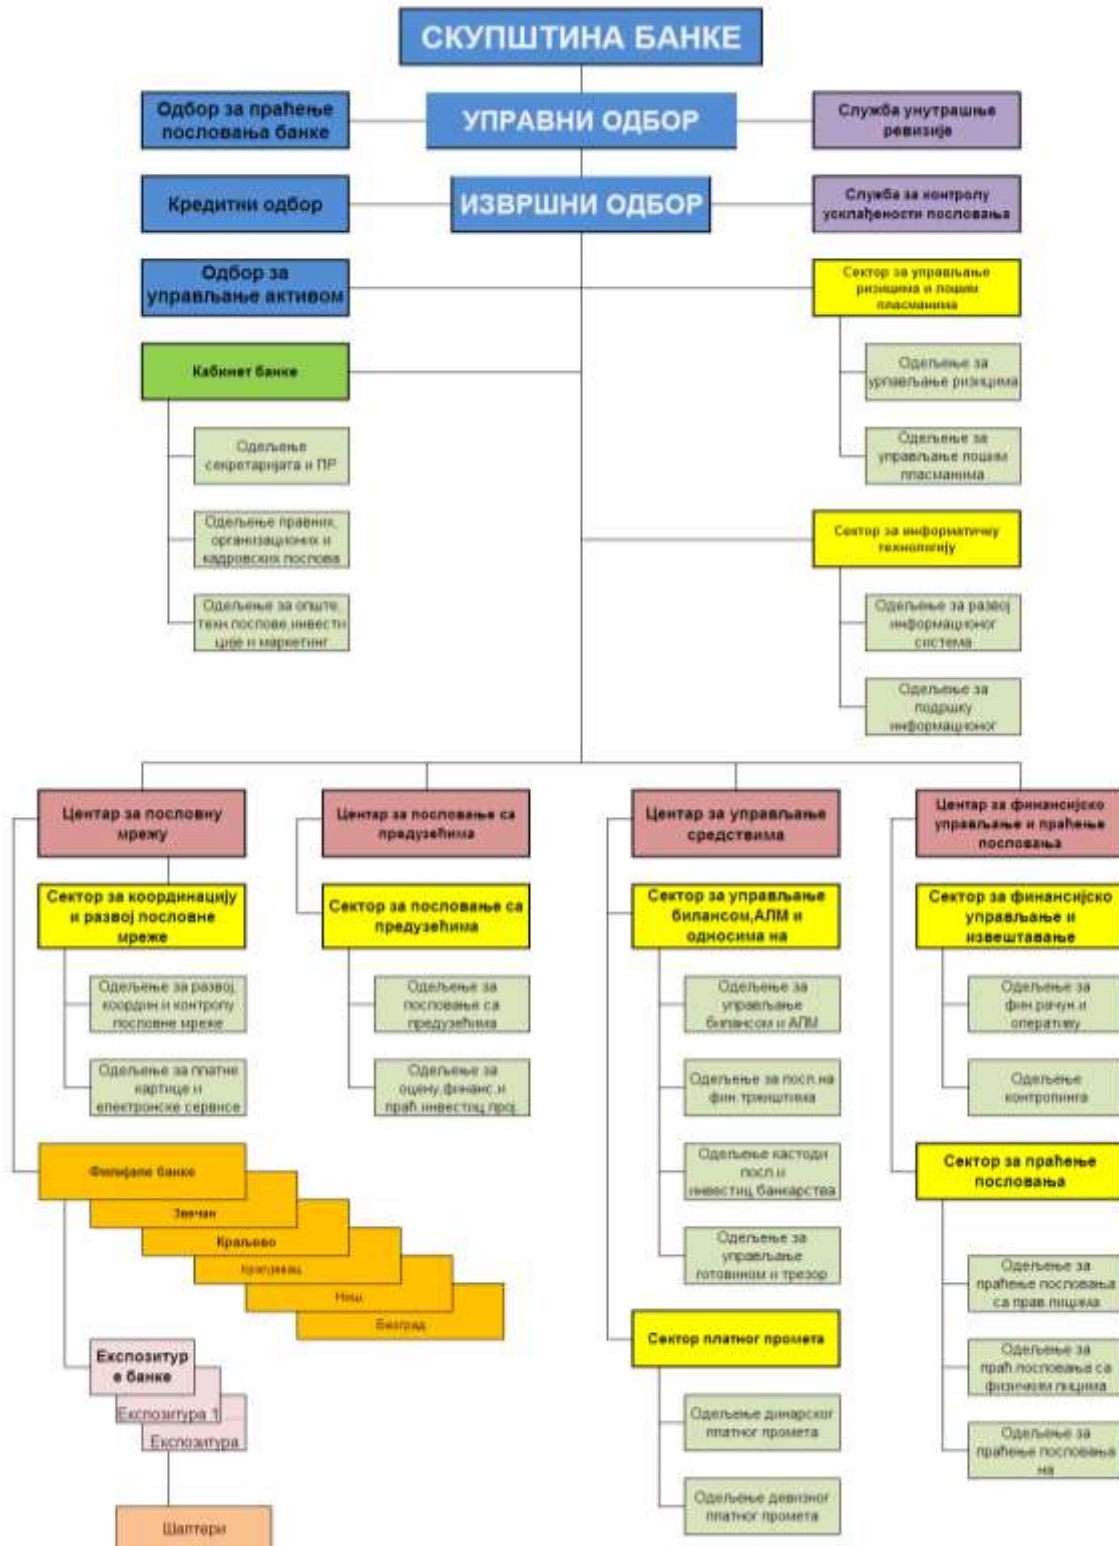 СКУПШТИНА БАНКЕ
Одбор за праћење
пословања банке
УПРАВНИ ОДБОР
Служба унутрашње
ревизије
Кредитни одбор
ИЗВРШНИ ОДБОР
Служба за контролу
усклађености пословања
Одбор за
управљање активом
Сектор за управљање
ризицима и лошим
пласманима
Кабинет банке
Одељење за
урпављање ризицима
Одељење
секретаријата и ПР
Одељење за
управљање лошим
пласманима
Одељење правних,
организационих и
кадровских послова
Сектор за информатичку
технологију
Одељење за опште,
техн.послове,инвести
ције и маркетинг
Одељење за развој
информационог
система
Одељење за
подршку
информационог
Центар за пословну
мрежу
Центар за пословање са
предузећима
Центар за управљање
средствима
Центар за финансијско
управљање и праћење
пословања
Сектор за координацију
и развој пословне
мреже
Сектор за пословање са
предузећима
Сектор за управљање
билансом,АЛМ и
односима на
Сектор за финансијско
управљање и
извештавање
Одељење за развој,
координ.и контролу
пословне мреже
Одељење за
пословање са
предузећима
Одељење за
управљање
билансом и АЛМ
Одељење за
фин.рачун.и
оперативу
Одељење за платне
картице и
електронске сервисе
Одељење за
оцену,финанс.и
праћ.инвестиц.прој.
Одељење за посл.на
фин.тржиштима
Одељење
контролинга
Филијале банке
Звечан
Краљево
Крагујевац
Ниш
Београд
Одељење кастоди
посл.и
инвестиц.банкарства
Сектор за праћење
пословања
Одељење за
управљање
готовином и трезор
Одељење за
праћење пословања
са прав.лицима
Експозитур
е банке
Експозитура 1
Експозитура
Сектор платног промета
Одељење за
праћ.пословања са
физичким лицима
Одељење динарског
платног промета
Одељење за
праћење пословања
на
Шалтери
Одељење девизног
платног промета